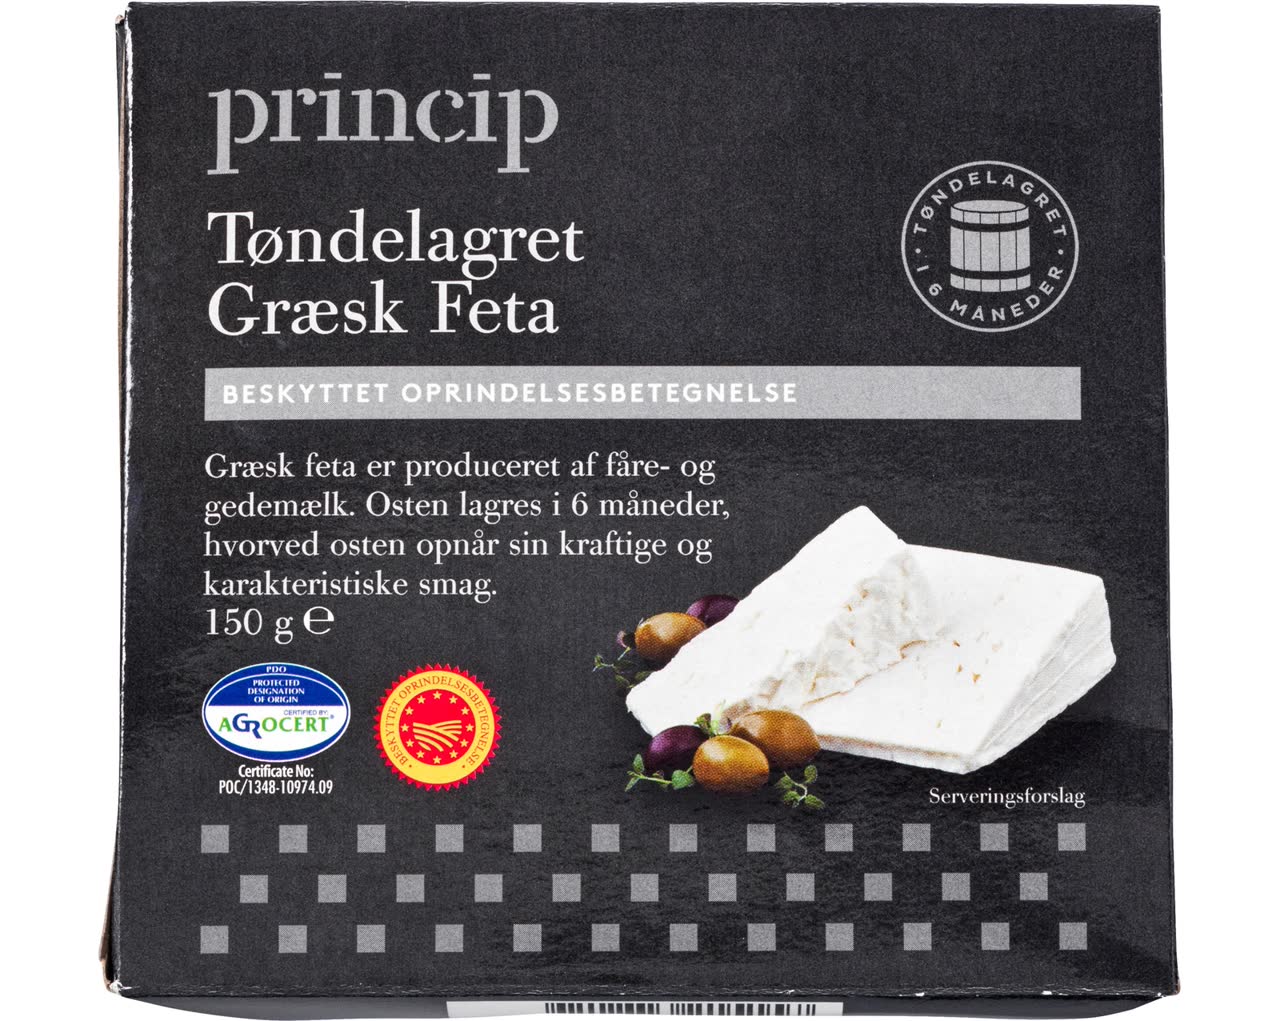 princip
Tøndelagret
Græsk Feta
TØNDELAGRET
I 6 MÅNEDER
BESKYTTET OPRINDELSESBETEGNELSE
Græsk feta er produceret af fåre- og
gedemælk. Osten lagres i 6 måneder,
hvorved osten opnår sin kraftige og
karakteristiske smag.
150 g ℮
PDO
PROTECTED
DESIGNATION
OF ORIGIN
CERTIFIED BY:
AGROCERT®
Certificate No:
POC/1348-10974.09
BESKYTTET OPRINDELSESBETEGNELSE
Serveringsforslag